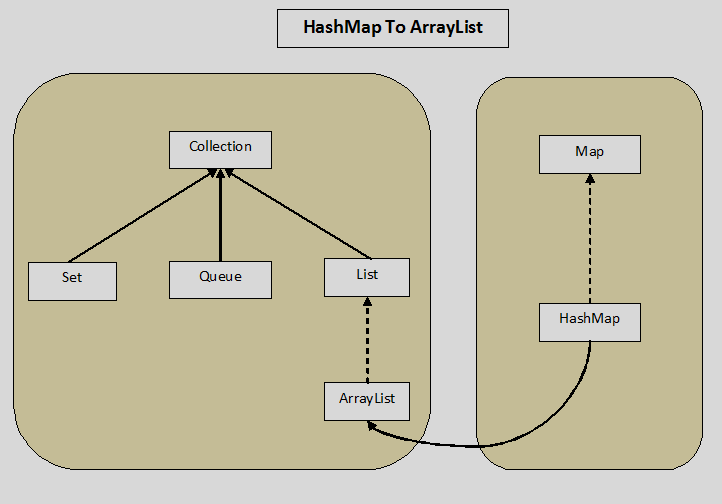 HashMap To ArrayList
Collection
Map
Set
Queue
List
HashMap
ArrayList